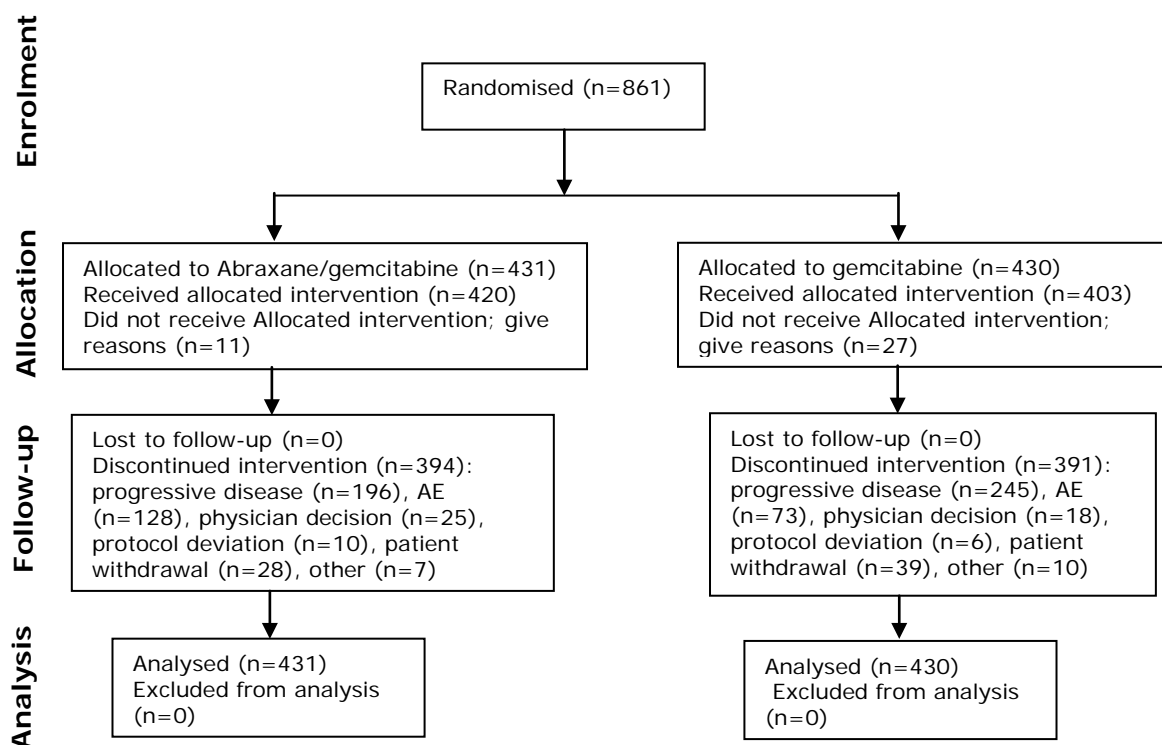 Enrolment
Randomised (n=861)
Allocation
Allocated to Abraxane/gemcitabine (n=431)
Received allocated intervention (n=420)
Did not receive Allocated intervention; give
reasons (n=11)
Allocated to gemcitabine (n=430)
Received allocated intervention (n=403)
Did not receive Allocated intervention;
give reasons (n=27)
Follow-up
Lost to follow-up (n=0)
Discontinued intervention (n=394):
progressive disease (n=196), AE
(n=128), physician decision (n=25),
protocol deviation (n=10), patient
withdrawal (n=28), other (n=7)
Lost to follow-up (n=0)
Discontinued intervention (n=391):
progressive disease (n=245), AE
(n=73), physician decision (n=18),
protocol deviation (n=6), patient
withdrawal (n=39), other (n=10)
Analysis
Analysed (n=431)
Excluded from analysis
(n=0)
Analysed (n=430)
Excluded from analysis
(n=0)